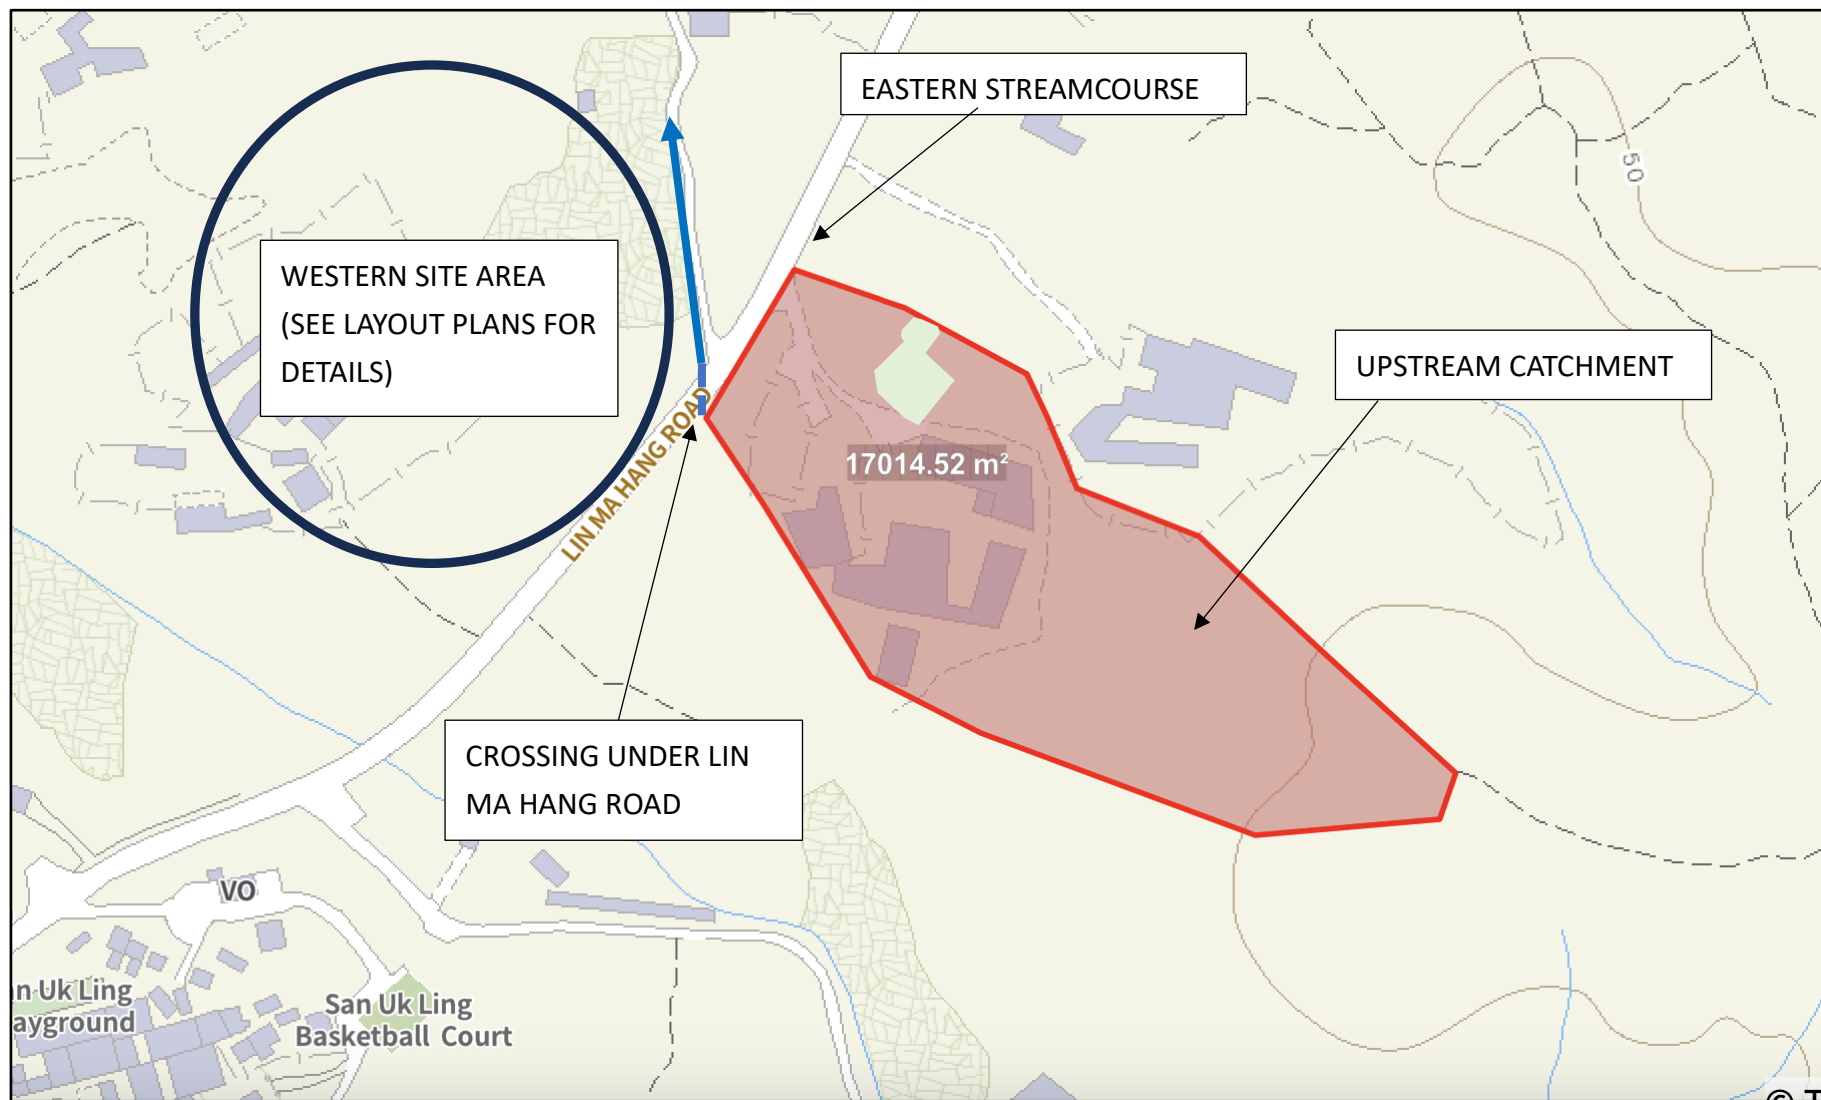 EASTERN STREAMCOURSE
50
WESTERN SITE AREA
(SEE LAYOUT PLANS FOR
DETAILS)
UPSTREAM CATCHMENT
LIN MA HANG ROAD
17014.52 m²
CROSSING UNDER LIN
MA HANG ROAD
VO
n Uk Ling
ayground
San Uk Ling
Basketball Court
© T